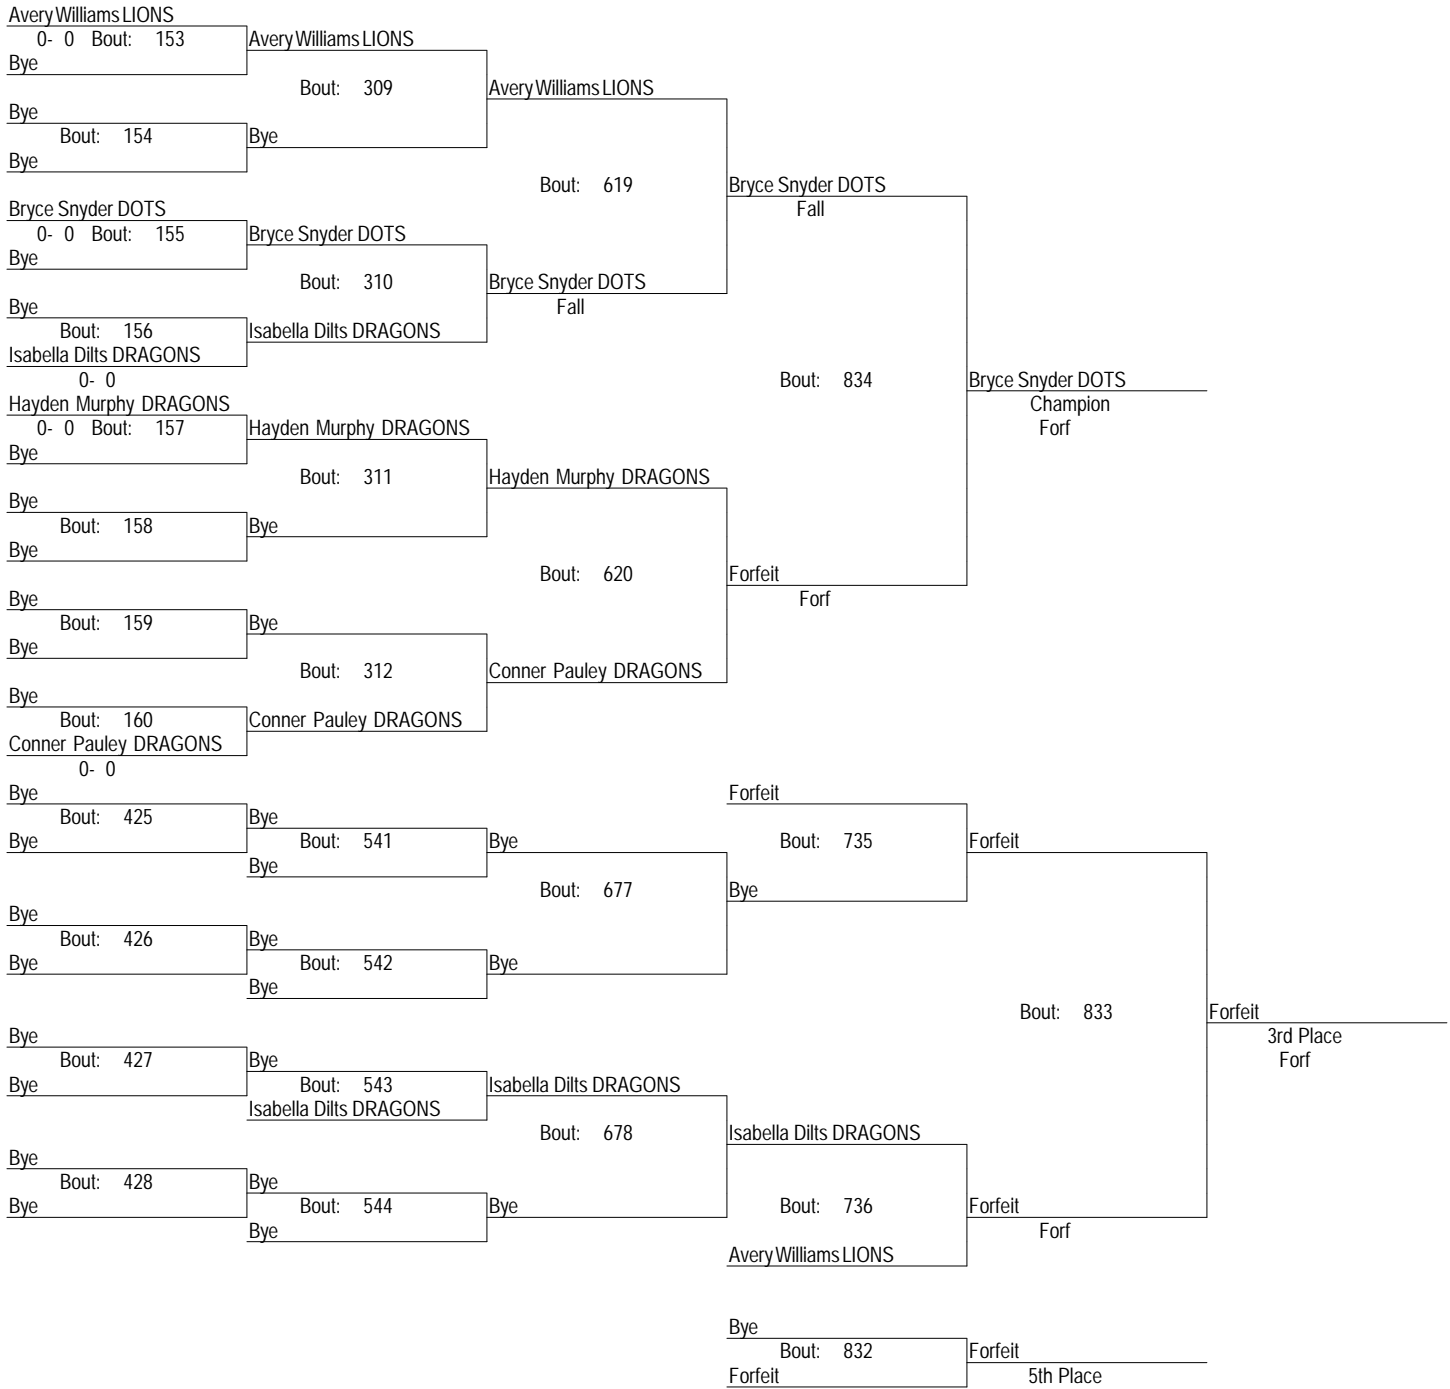 Avery Williams LIONS
0- 0 Bout: 153
Avery Williams LIONS
Bye
Bout: 309
Avery Williams LIONS
Bye
Bout: 154
Bye
Bye
Bout: 619
Bryce Snyder DOTS
Fall
Bryce Snyder DOTS
0- 0 Bout: 155
Bryce Snyder DOTS
Bye
Bout: 310
Bryce Snyder DOTS
Fall
Bye
Bout: 156
Isabella Dilts DRAGONS
Isabella Dilts DRAGONS
0- 0
Bout: 834
Bryce Snyder DOTS
Champion
Forf
Hayden Murphy DRAGONS
0- 0 Bout: 157
Hayden Murphy DRAGONS
Bye
Bout: 311
Hayden Murphy DRAGONS
Bye
Bout: 158
Bye
Bye
Bout: 620
Forfeit
Forf
Bye
Bout: 159
Bye
Bye
Bout: 312
Conner Pauley DRAGONS
Bye
Bout: 160
Conner Pauley DRAGONS
Conner Pauley DRAGONS
0- 0
Bye
Forfeit
Bout: 425
Bye
Bye
Bout: 541
Bye
Bout: 735
Forfeit
Bye
Bout: 677
Bye
Bye
Bout: 426
Bye
Bye
Bout: 542
Bye
Bye
Bout: 833
Forfeit
3rd Place
Forf
Bye
Bout: 427
Bye
Bye
Bout: 543
Isabella Dilts DRAGONS
Isabella Dilts DRAGONS
Bout: 678
Isabella Dilts DRAGONS
Bye
Bout: 428
Bye
Bye
Bout: 544
Bye
Bout: 736
Forfeit
Forf
Bye
Avery Williams LIONS
Bye
Bout: 832
Forfeit
Forfeit
5th Place